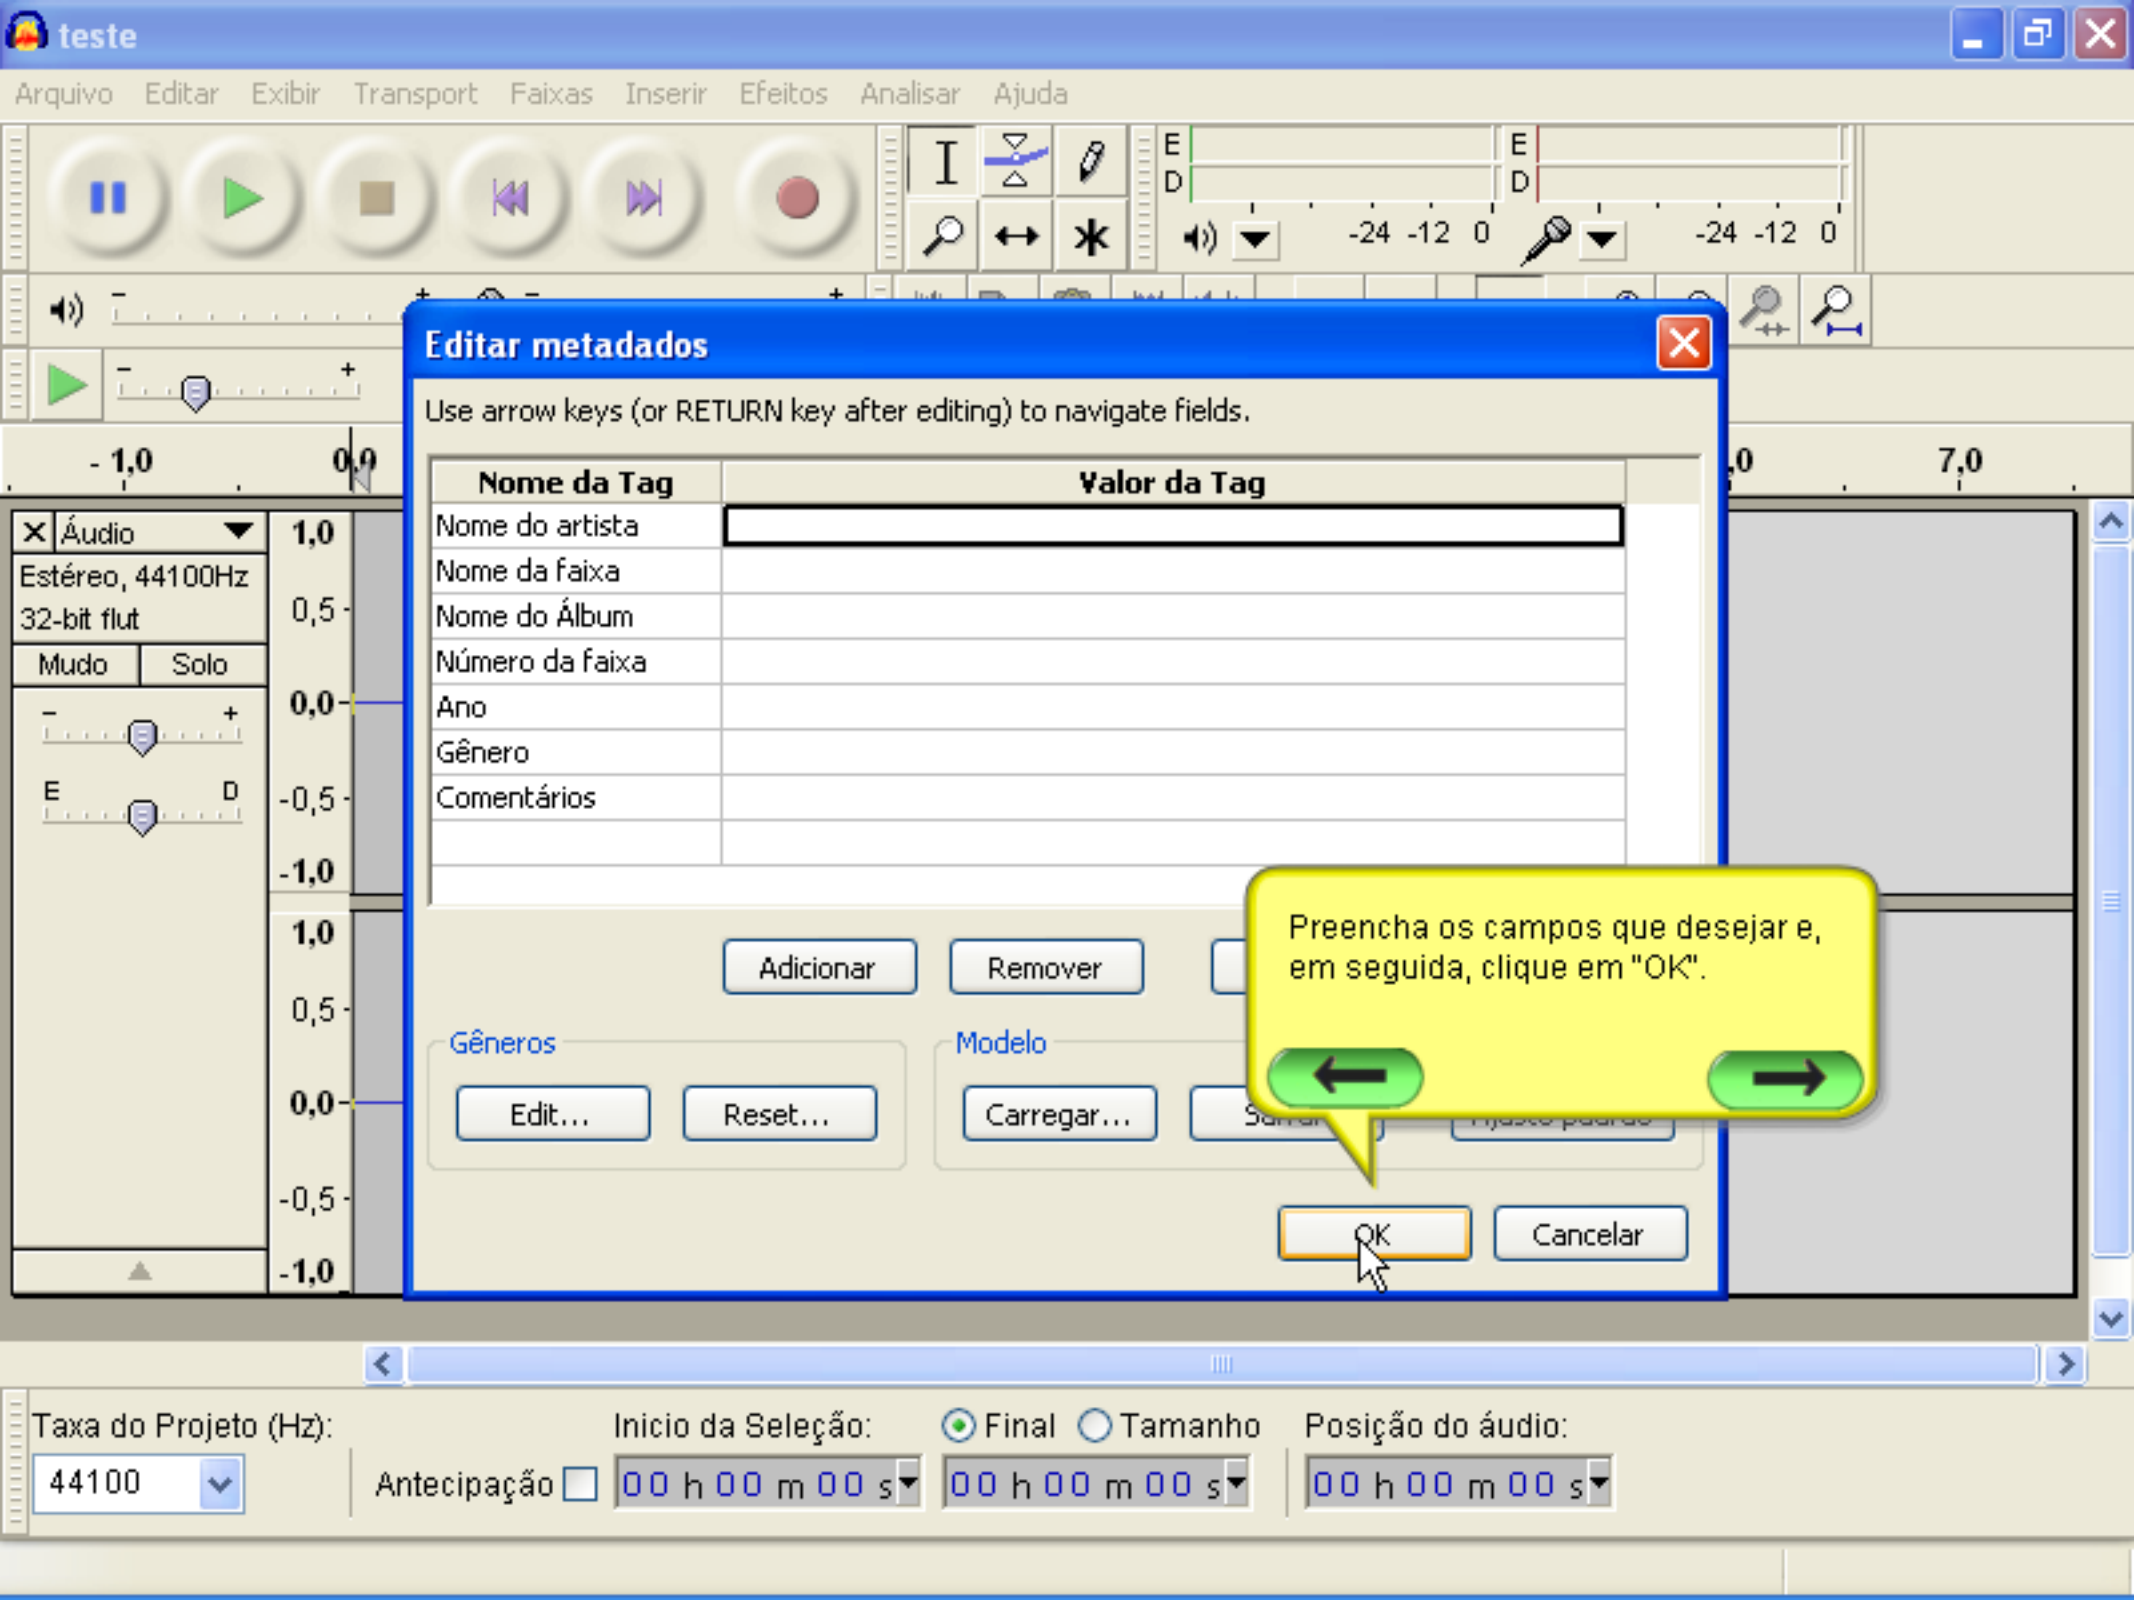 teste
Arquivo Editar Exibir Transport Faixas Inserir Efeitos Analisar Ajuda
E E
D D
-24 -12 0 -24 -12 0
- + - +
- +
Editar metadados
Use arrow keys (or RETURN key after editing) to navigate fields.
- 1,0 0,0 ,0 7,0
Nome da Tag Valor da Tag
Nome do artista
Nome da faixa
Nome do Álbum
Número da faixa
Ano
Gênero
Comentários
Áudio
Estéreo, 44100Hz
32-bit flut
Mudo Solo
- +
E D
1,0
0,5
0,0
-0,5
-1,0
1,0
0,5
0,0
-0,5
-1,0
Adicionar Remover
Preencha os campos que desejar e,
em seguida, clique em "OK".
Gêneros Modelo
Edit... Reset... Carregar...
OK Cancelar
Taxa do Projeto (Hz): Inicio da Seleção: Final Tamanho Posição do áudio:
44100 Antecipação 00 h 00 m 00 s 00 h 00 m 00 s 00 h 00 m 00 s